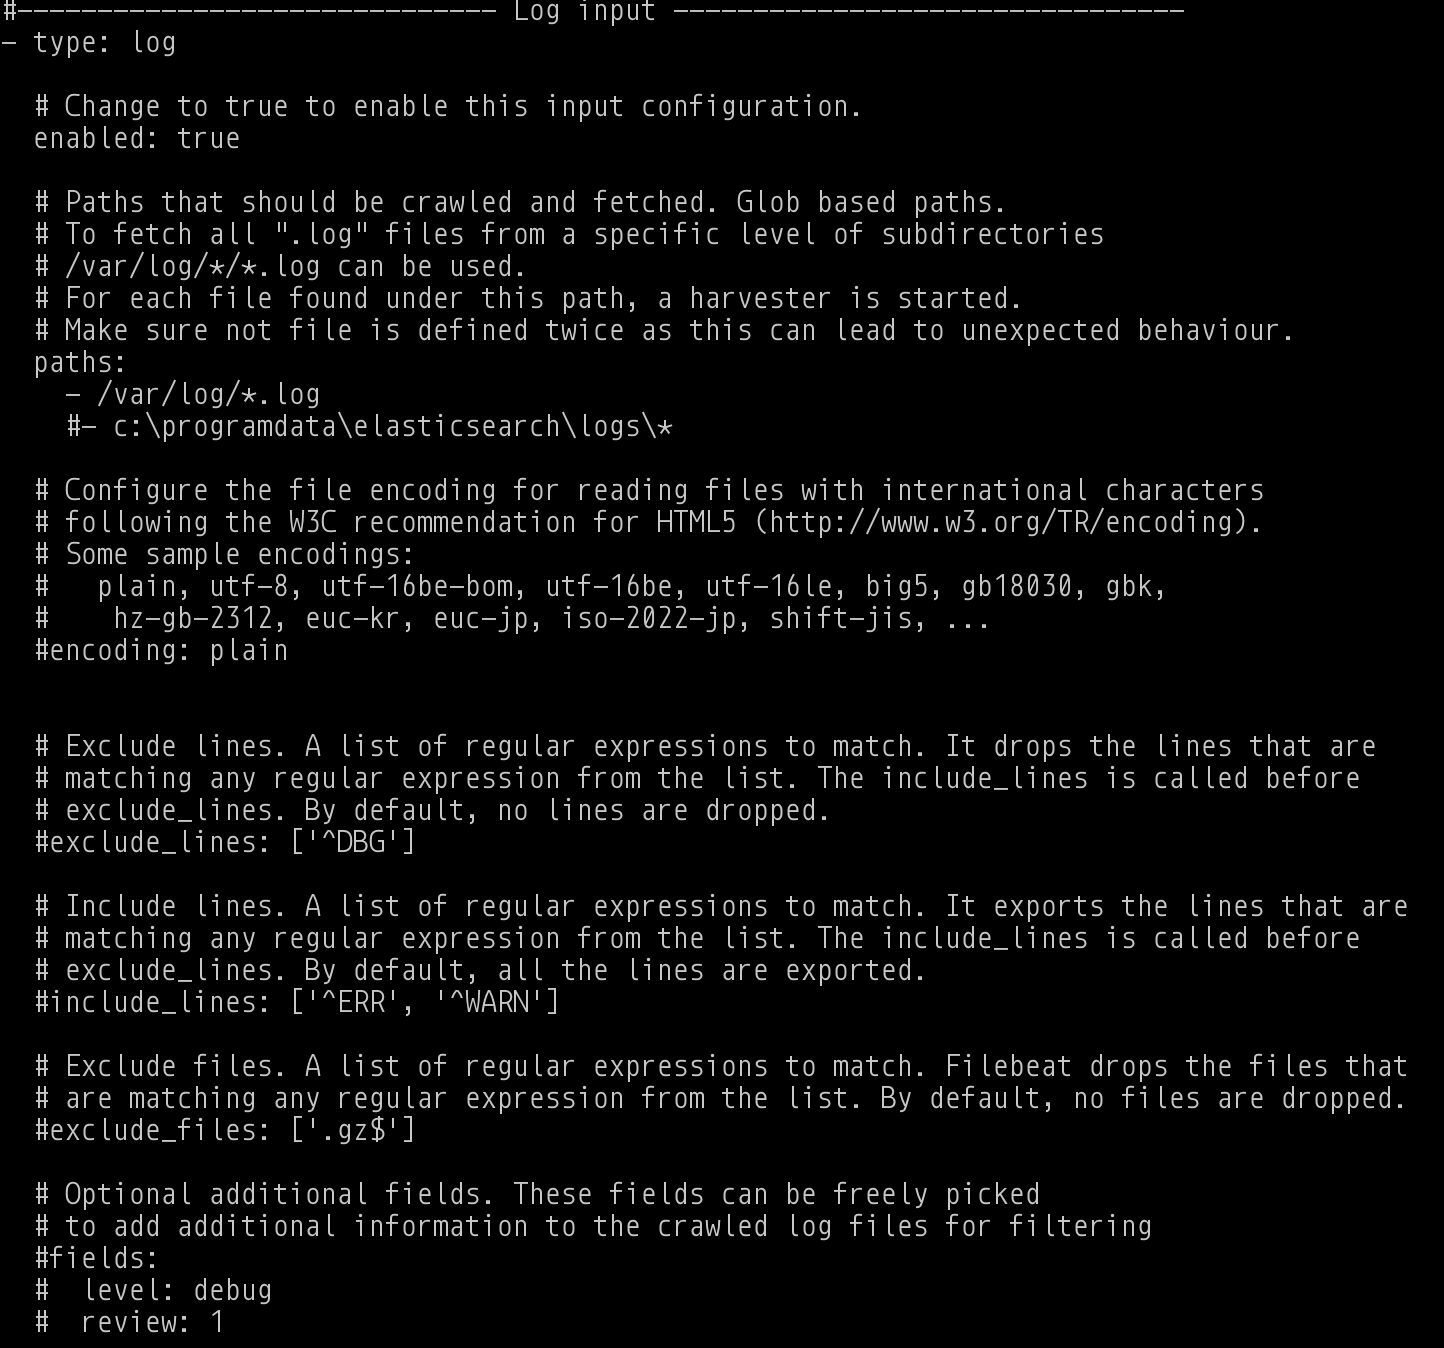 #------------------------------ Log input --------------------------------
- type: log
# Change to true to enable this input configuration.
enabled: true
# Paths that should be crawled and fetched. Glob based paths.
# To fetch all ".log" files from a specific level of subdirectories
# /var/log/*/*.log can be used.
# For each file found under this path, a harvester is started.
# Make sure not file is defined twice as this can lead to unexpected behaviour.
paths:
- /var/log/*.log
#- c:\programdata\elasticsearch\logs\*
# Configure the file encoding for reading files with international characters
# following the W3C recommendation for HTML5 (http://www.w3.org/TR/encoding).
# Some sample encodings:
#   plain, utf-8, utf-16be-bom, utf-16be, utf-16le, big5, gb18030, gbk,
#    hz-gb-2312, euc-kr, euc-jp, iso-2022-jp, shift-jis, ...
#encoding: plain
# Exclude lines. A list of regular expressions to match. It drops the lines that are
# matching any regular expression from the list. The include_lines is called before
# exclude_lines. By default, no lines are dropped.
#exclude_lines: ['^DBG']
# Include lines. A list of regular expressions to match. It exports the lines that are
# matching any regular expression from the list. The include_lines is called before
# exclude_lines. By default, all the lines are exported.
#include_lines: ['^ERR', '^WARN']
# Exclude files. A list of regular expressions to match. Filebeat drops the files that
# are matching any regular expression from the list. By default, no files are dropped.
#exclude_files: ['.gz$']
# Optional additional fields. These fields can be freely picked
# to add additional information to the crawled log files for filtering
#fields:
#  level: debug
#  review: 1